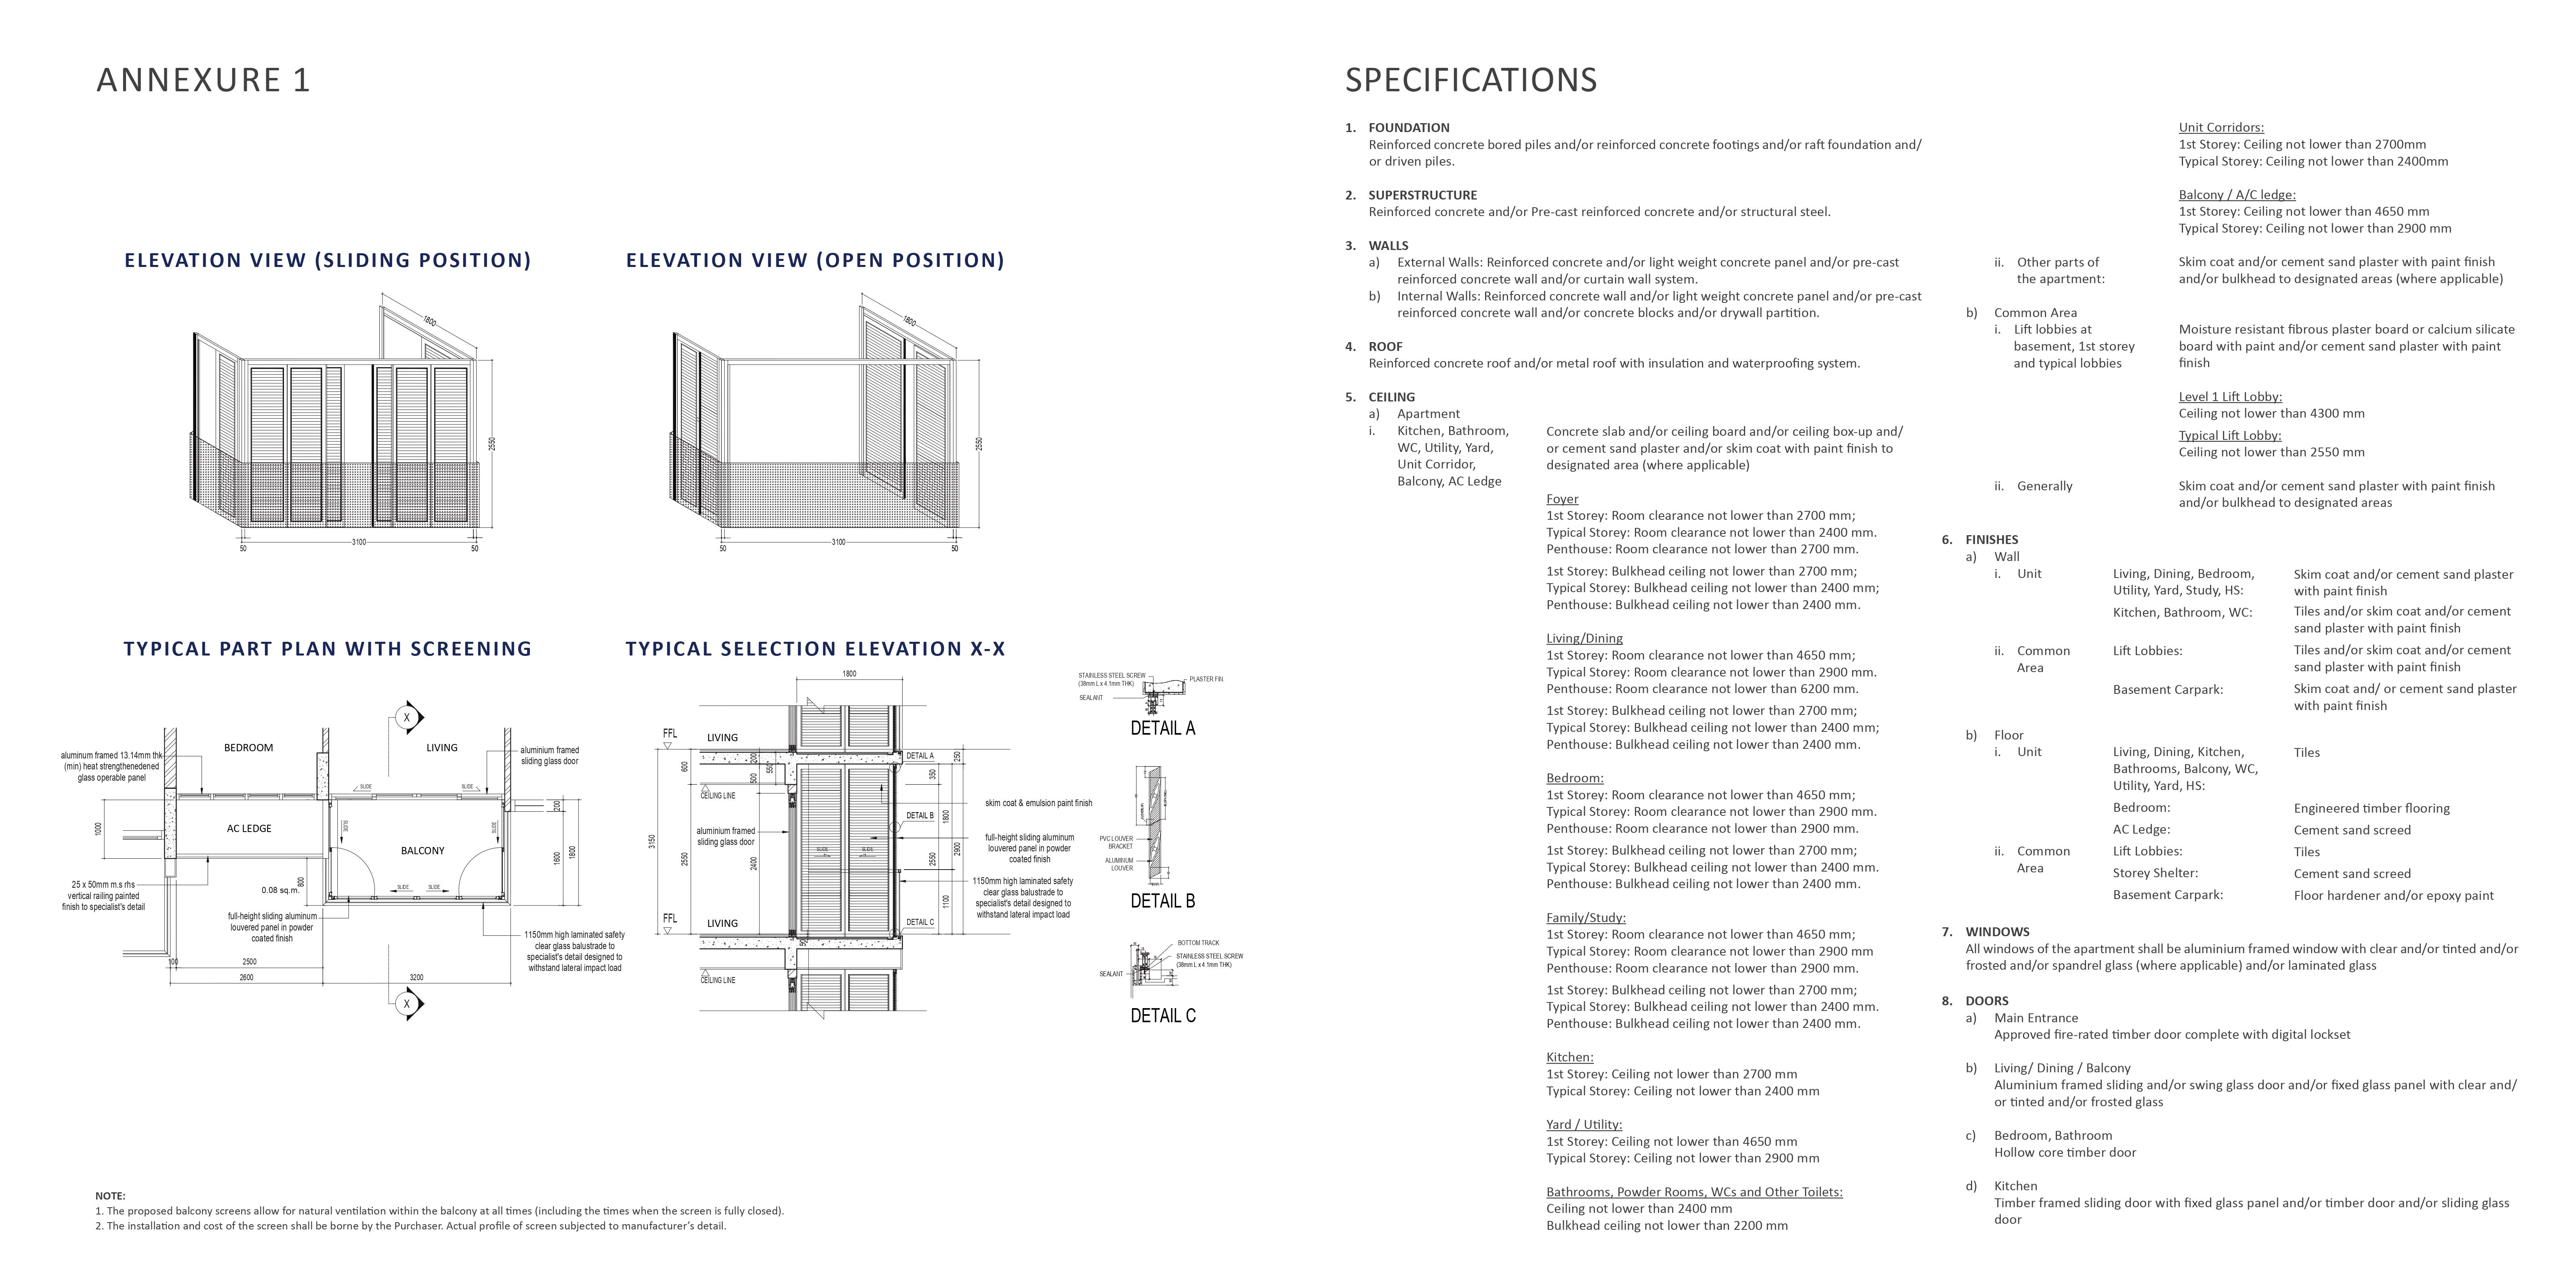 ANNEXURE 1
ELEVATION VIEW (SLIDING POSITION)
1800
2550
50
3100
50
ELEVATION VIEW (OPEN POSITION)
1800
2550
50
3100
50
TYPICAL PART PLAN WITH SCREENING
X
BEDROOM
LIVING
aluminum framed 13.14mm thk
(min) heat strengthenedened
glass operable panel
aluminium framed
sliding glass door
SLIDE
SLIDE
1000
AC LEDGE
SLIDE
SLIDE
BALCONY
200
1600
1800
25 x 50mm m.s rhs
vertical railing painted
finish to specialist's detail
0.08 sq.m.
800
SLIDE
SLIDE
full-height sliding aluminum
louvered panel in powder
coated finish
1150mm high laminated safety
clear glass balustrade to
specialist's detail designed to
withstand lateral impact load
100
2500
2600
3200
X
TYPICAL SELECTION ELEVATION X-X
1800
FFL
LIVING
DETAIL A
600
200
550
500
250
350
CEILING LINE
skim coat & emulsion paint finish
DETAIL B
1800
aluminium framed
sliding glass door
3150
2550
2400
SLIDE
SLIDE
full-height sliding aluminum
louvered panel in powder
coated finish
2550
2900
1150mm high laminated safety
clear glass balustrade to
specialist's detail designed to
withstand lateral impact load
1100
FFL
LIVING
DETAIL C
50
CEILING LINE
STAINLESS STEEL SCREW
(38mm L x 4.1mm THK)
PLASTER FIN.
SEALANT
DETAIL A
PVC LOUVER
BRACKET
ALUMINUM
LOUVER
DETAIL B
BOTTOM TRACK
STAINLESS STEEL SCREW
(38mm L x 4.1mm THK)
SEALANT
DETAIL C
NOTE:
1. The proposed balcony screens allow for natural ventilation within the balcony at all times (including the times when the screen is fully closed).
2. The installation and cost of the screen shall be borne by the Purchaser. Actual profile of screen subjected to manufacturer's detail.
SPECIFICATIONS
1. FOUNDATION
Reinforced concrete bored piles and/or reinforced concrete footings and/or raft foundation and/
or driven piles.
2. SUPERSTRUCTURE
Reinforced concrete and/or Pre-cast reinforced concrete and/or structural steel.
3. WALLS
a) External Walls: Reinforced concrete and/or light weight concrete panel and/or pre-cast
reinforced concrete wall and/or curtain wall system.
b) Internal Walls: Reinforced concrete wall and/or light weight concrete panel and/or pre-cast
reinforced concrete wall and/or concrete blocks and/or drywall partition.
4. ROOF
Reinforced concrete roof and/or metal roof with insulation and waterproofing system.
5. CEILING
a) Apartment
i. Kitchen, Bathroom,
WC, Utility, Yard,
Unit Corridor,
Balcony, AC Ledge
Concrete slab and/or ceiling board and/or ceiling box-up and/
or cement sand plaster and/or skim coat with paint finish to
designated area (where applicable)
Foyer
1st Storey: Room clearance not lower than 2700 mm;
Typical Storey: Room clearance not lower than 2400 mm.
Penthouse: Room clearance not lower than 2700 mm.
1st Storey: Bulkhead ceiling not lower than 2700 mm;
Typical Storey: Bulkhead ceiling not lower than 2400 mm;
Penthouse: Bulkhead ceiling not lower than 2400 mm.
Living/Dining
1st Storey: Room clearance not lower than 4650 mm;
Typical Storey: Room clearance not lower than 2900 mm.
Penthouse: Room clearance not lower than 6200 mm.
1st Storey: Bulkhead ceiling not lower than 2700 mm;
Typical Storey: Bulkhead ceiling not lower than 2400 mm;
Penthouse: Bulkhead ceiling not lower than 2400 mm.
Bedroom:
1st Storey: Room clearance not lower than 4650 mm;
Typical Storey: Room clearance not lower than 2900 mm.
Penthouse: Room clearance not lower than 2900 mm.
1st Storey: Bulkhead ceiling not lower than 2700 mm;
Typical Storey: Bulkhead ceiling not lower than 2400 mm.
Penthouse: Bulkhead ceiling not lower than 2400 mm.
Family/Study:
1st Storey: Room clearance not lower than 4650 mm;
Typical Storey: Room clearance not lower than 2900 mm
Penthouse: Room clearance not lower than 2900 mm.
1st Storey: Bulkhead ceiling not lower than 2700 mm;
Typical Storey: Bulkhead ceiling not lower than 2400 mm.
Penthouse: Bulkhead ceiling not lower than 2400 mm.
Kitchen:
1st Storey: Ceiling not lower than 2700 mm
Typical Storey: Ceiling not lower than 2400 mm
Yard / Utility:
1st Storey: Ceiling not lower than 4650 mm
Typical Storey: Ceiling not lower than 2900 mm
Bathrooms, Powder Rooms, WCs and Other Toilets:
Ceiling not lower than 2400 mm
Bulkhead ceiling not lower than 2200 mm
Unit Corridors:
1st Storey: Ceiling not lower than 2700mm
Typical Storey: Ceiling not lower than 2400mm
Balcony / A/C ledge:
1st Storey: Ceiling not lower than 4650 mm
Typical Storey: Ceiling not lower than 2900 mm
ii. Other parts of
the apartment:
Skim coat and/or cement sand plaster with paint finish
and/or bulkhead to designated areas (where applicable)
b) Common Area
i. Lift lobbies at
basement, 1st storey
and typical lobbies
Moisture resistant fibrous plaster board or calcium silicate
board with paint and/or cement sand plaster with paint
finish
Level 1 Lift Lobby:
Ceiling not lower than 4300 mm
Typical Lift Lobby:
Ceiling not lower than 2550 mm
ii. Generally
Skim coat and/or cement sand plaster with paint finish
and/or bulkhead to designated areas
6. FINISHES
a) Wall
i. Unit
Living, Dining, Bedroom,
Utility, Yard, Study, HS:
Skim coat and/or cement sand plaster
with paint finish
Kitchen, Bathroom, WC:
Tiles and/or skim coat and/or cement
sand plaster with paint finish
ii. Common
Area
Lift Lobbies:
Tiles and/or skim coat and/or cement
sand plaster with paint finish
Basement Carpark:
Skim coat and/ or cement sand plaster
with paint finish
b) Floor
i. Unit
Living, Dining, Kitchen,
Bathrooms, Balcony, WC,
Utility, Yard, HS:
Tiles
Bedroom: Engineered timber flooring
AC Ledge: Cement sand screed
ii. Common
Area
Lift Lobbies: Tiles
Storey Shelter: Cement sand screed
Basement Carpark: Floor hardener and/or epoxy paint
7. WINDOWS
All windows of the apartment shall be aluminium framed window with clear and/or tinted and/or
frosted and/or spandrel glass (where applicable) and/or laminated glass
8. DOORS
a) Main Entrance
Approved fire-rated timber door complete with digital lockset
b) Living/ Dining / Balcony
Aluminium framed sliding and/or swing glass door and/or fixed glass panel with clear and/
or tinted and/or frosted glass
c) Bedroom, Bathroom
Hollow core timber door
d) Kitchen
Timber framed sliding door with fixed glass panel and/or timber door and/or sliding glass
door